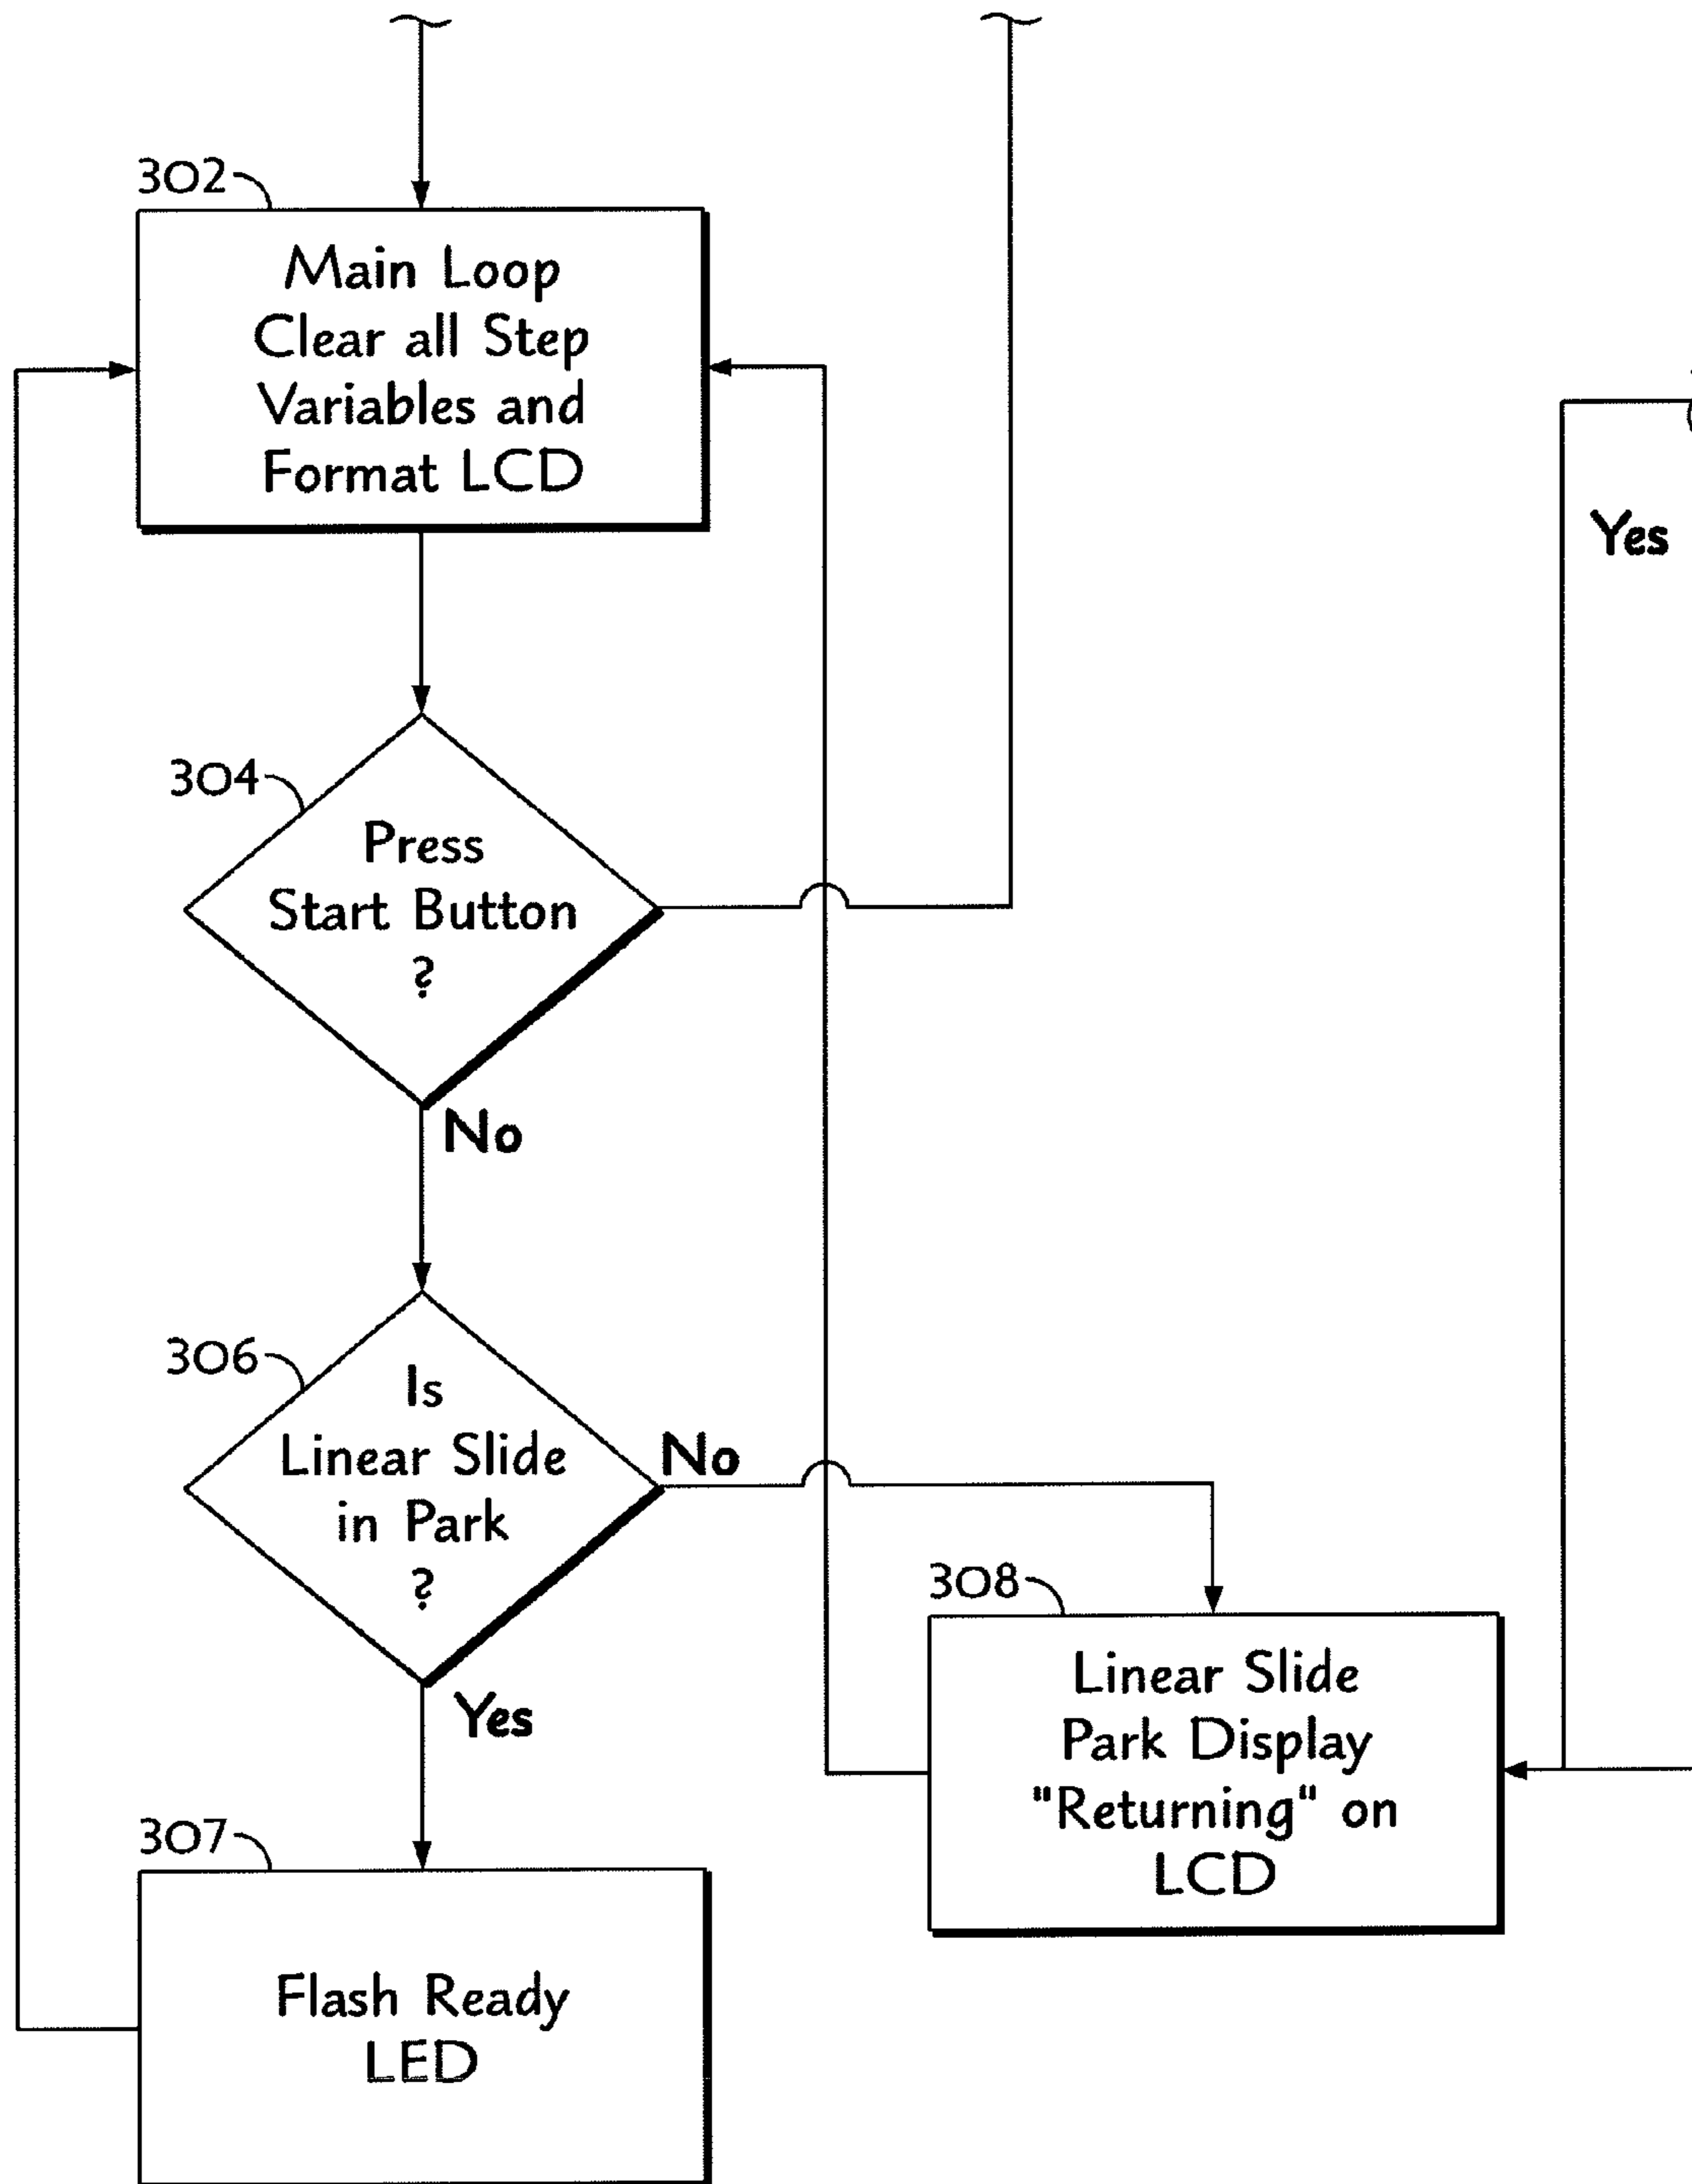 302
Main Loop
Clear all Step
Variables and
Format LCD
Yes
304
Press
Start Button
?
No
306
Is
Linear Slide
in Park
?
No
Yes
308
Linear Slide
Park Display
"Returning" on
LCD
307
Flash Ready
LED